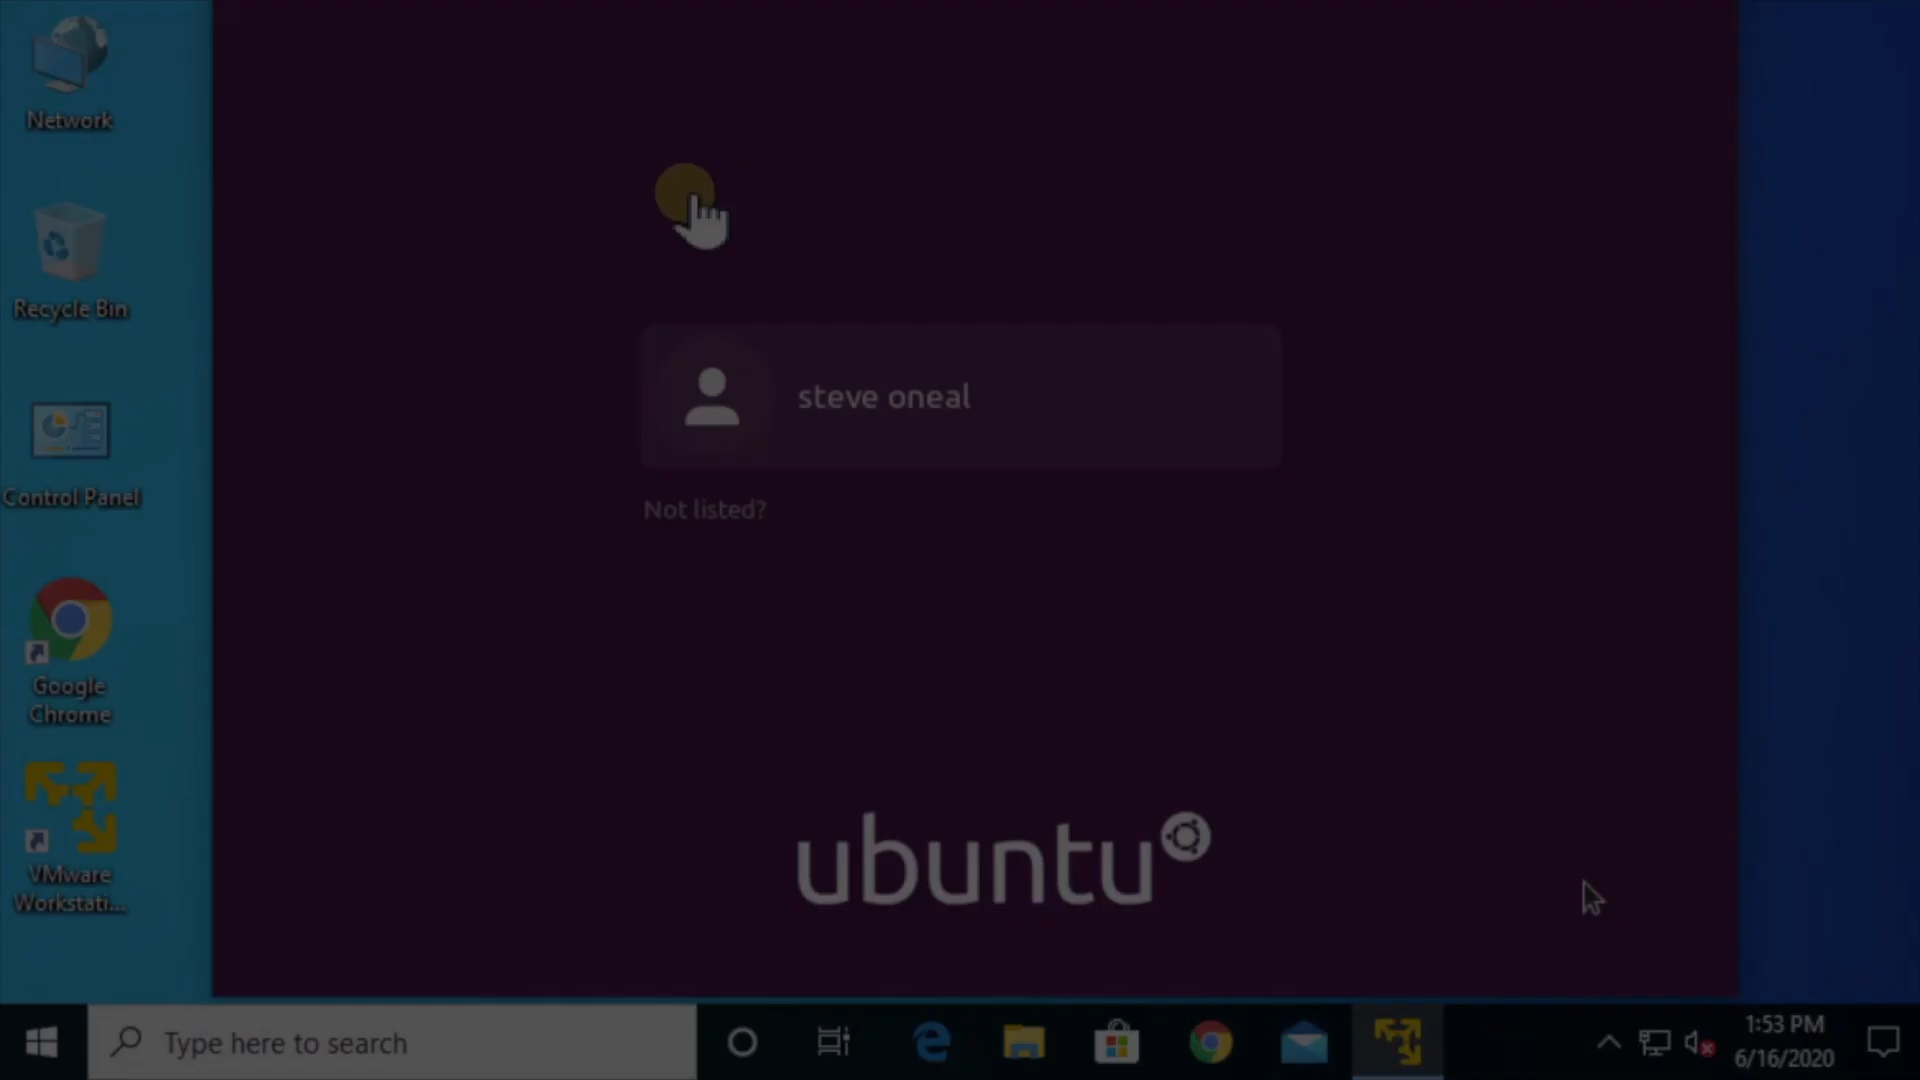 Network
Recycle Bin
Control Panel
Google
Chrome
VMware
Workstati...
steve oneal
Not listed?
ubuntu
Type here to search
1:53 PM
6/16/2020